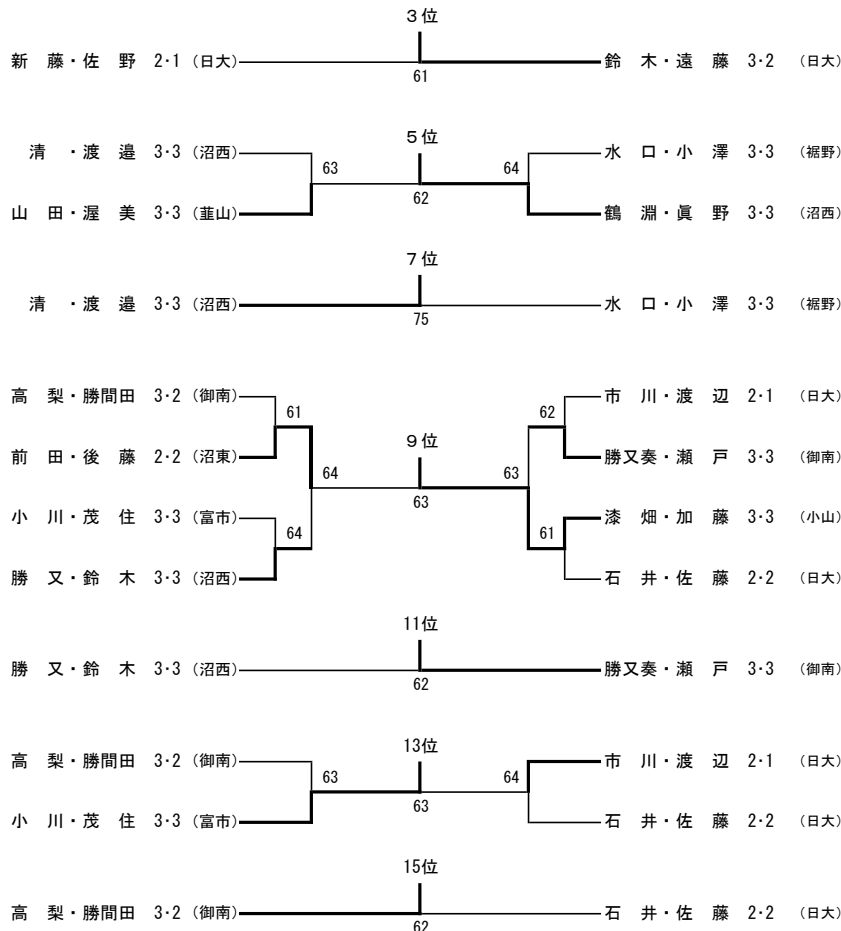 3位
新　藤・佐　野　2・1（日大）　鈴　木・遠　藤　3・2　（日大）
61
清　・渡　邉　3・3（沼西）　5位　水　口・小　澤　3・3　（裾野）
63　64
62
山　田・渥　美　3・3（韮山）　鶴　淵・眞　野　3・3　（沼西）
7位
清　・渡　邉　3・3（沼西）　水　口・小　澤　3・3　（裾野）
75
高　梨・勝間田　3・2（御南）　市　川・渡　辺　2・1　（日大）
61　62
前　田・後　藤　2・2（沼東）　9位　勝又奏・瀬　戸　3・3　（御南）
64　63
63
小　川・茂　住　3・3（富市）　漆　畑・加　藤　3・3　（小山）
64　61
勝　又・鈴　木　3・3（沼西）　石　井・佐　藤　2・2　（日大）
11位
勝　又・鈴　木　3・3（沼西）　勝又奏・瀬　戸　3・3　（御南）
62
13位
高　梨・勝間田　3・2（御南）　市　川・渡　辺　2・1　（日大）
63　64
63
小　川・茂　住　3・3（富市）　石　井・佐　藤　2・2　（日大）
15位
高　梨・勝間田　3・2（御南）　石　井・佐　藤　2・2　（日大）
62